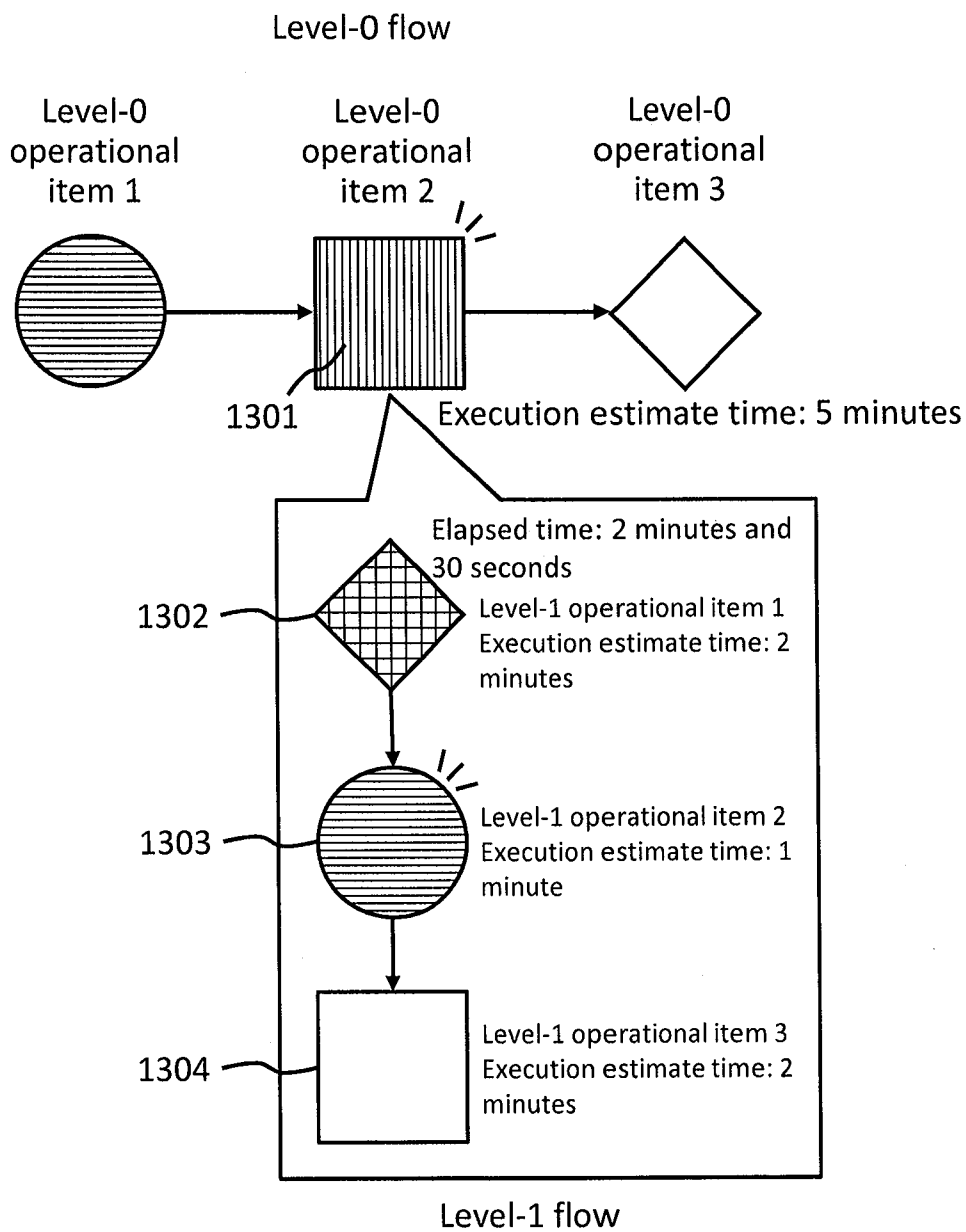 Level-0 flow
Level-0
operational
item 1
Level-0
operational
item 2
Level-0
operational
item 3
1301
Execution estimate time: 5 minutes
Elapsed time: 2 minutes and
30 seconds
1302
Level-1 operational item 1
Execution estimate time: 2
minutes
1303
Level-1 operational item 2
Execution estimate time: 1
minute
1304
Level-1 operational item 3
Execution estimate time: 2
minutes
Level-1 flow